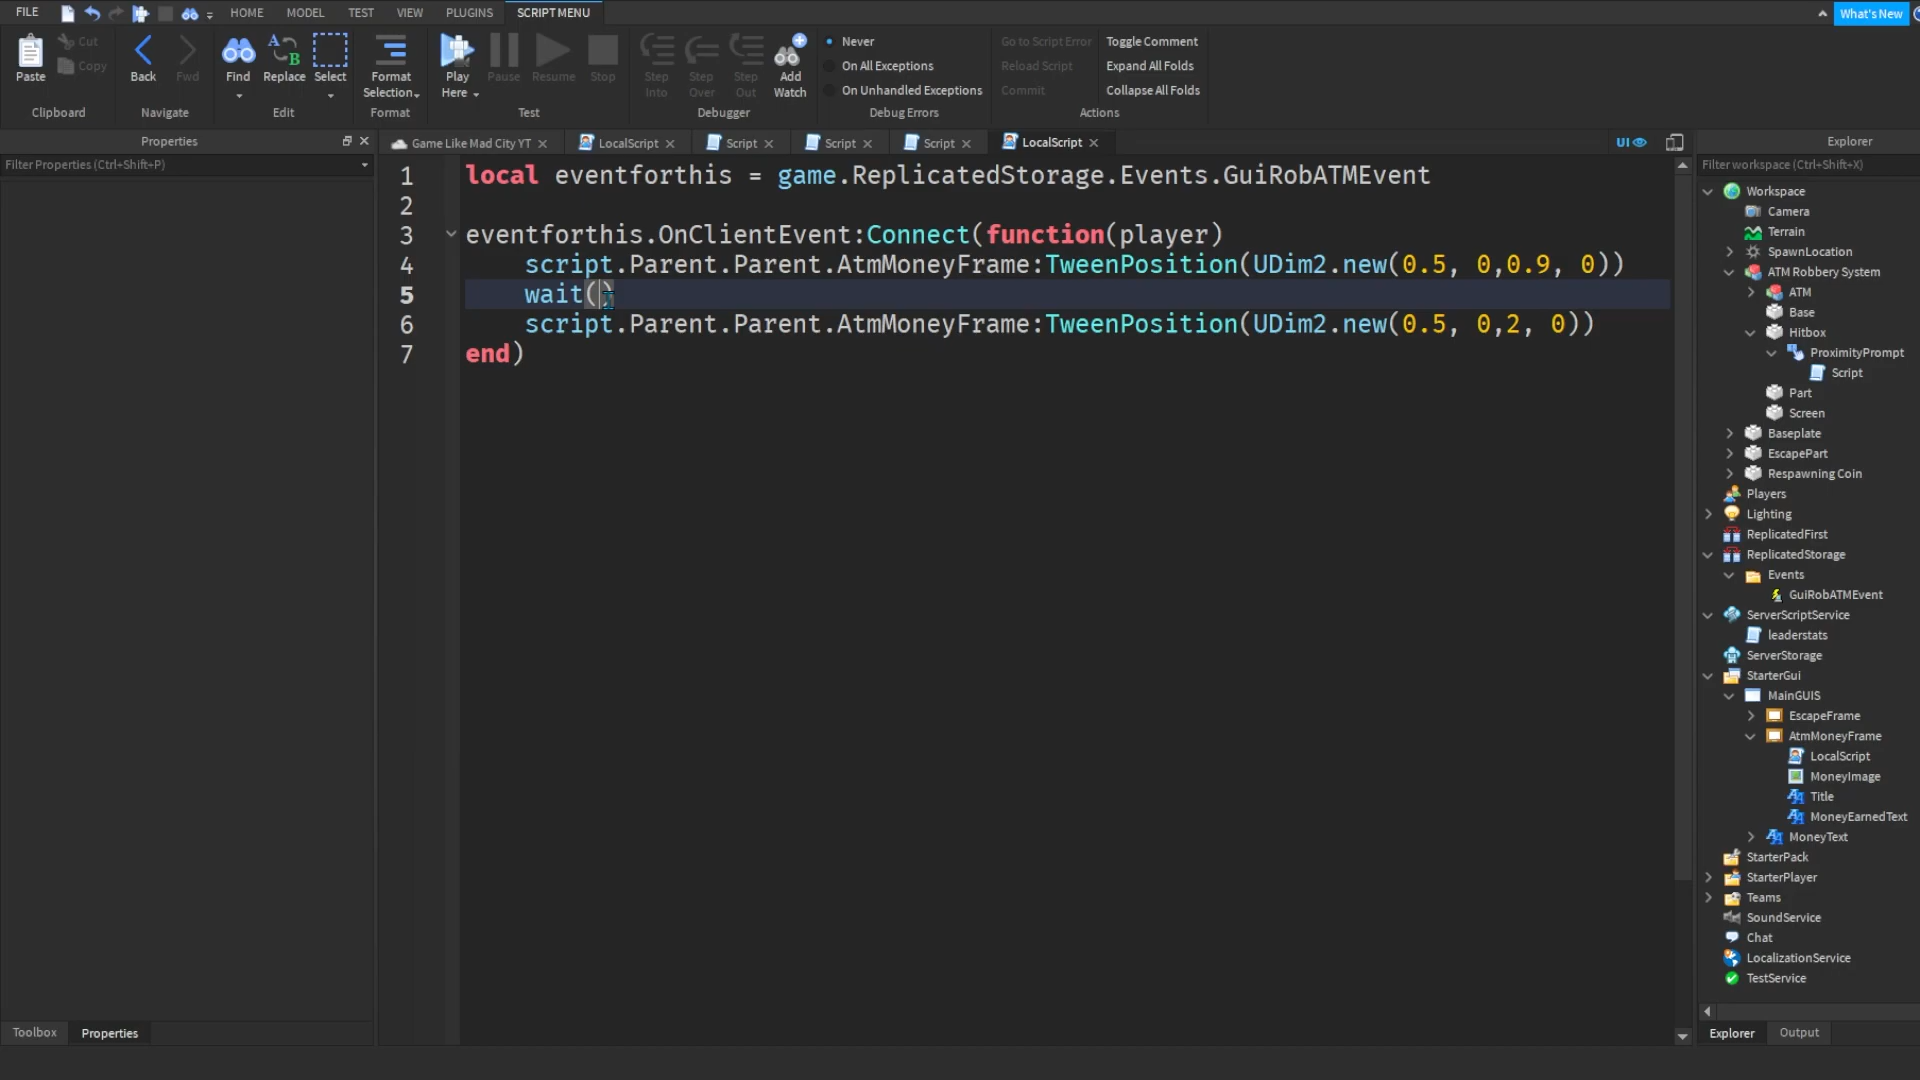 FILE HOME MODEL TEST VIEW PLUGINS SCRIPT MENU What's New
Paste Cut Copy
Clipboard
Back Fwd
Navigate
Find Replace Select
Edit
Format Selection
Format
Play Here Pause Resume Stop
Test
Step Into Step Over Step Out Add Watch
Debugger
Never
On All Exceptions
On Unhandled Exceptions
Debug Errors
Go to Script Error
Reload Script
Commit
Toggle Comment
Expand All Folds
Collapse All Folds
Actions
Properties
Filter Properties (Ctrl+Shift+P)
Game Like Mad City YT LocalScript Script Script Script LocalScript UI
1 local eventforthis = game.ReplicatedStorage.Events.GuiRobATMEvent
2
3 eventforthis.OnClientEvent:Connect(function(player)
4 script.Parent.Parent.AtmMoneyFrame:TweenPosition(UDim2.new(0.5, 0,0.9, 0))
5 wait()
6 script.Parent.Parent.AtmMoneyFrame:TweenPosition(UDim2.new(0.5, 0,2, 0))
7 end)
Explorer
Filter workspace (Ctrl+Shift+X)
Workspace
Camera
Terrain
SpawnLocation
ATM Robbery System
ATM
Base
Hitbox
ProximityPrompt
Script
Part
Screen
Baseplate
EscapePart
Respawning Coin
Players
Lighting
ReplicatedFirst
ReplicatedStorage
Events
GuiRobATMEvent
ServerScriptService
leaderstats
ServerStorage
StarterGui
MainGUIS
EscapeFrame
AtmMoneyFrame
LocalScript
MoneyImage
Title
MoneyEarnedText
MoneyText
StarterPack
StarterPlayer
Teams
SoundService
Chat
LocalizationService
TestService
Toolbox Properties
Explorer Output